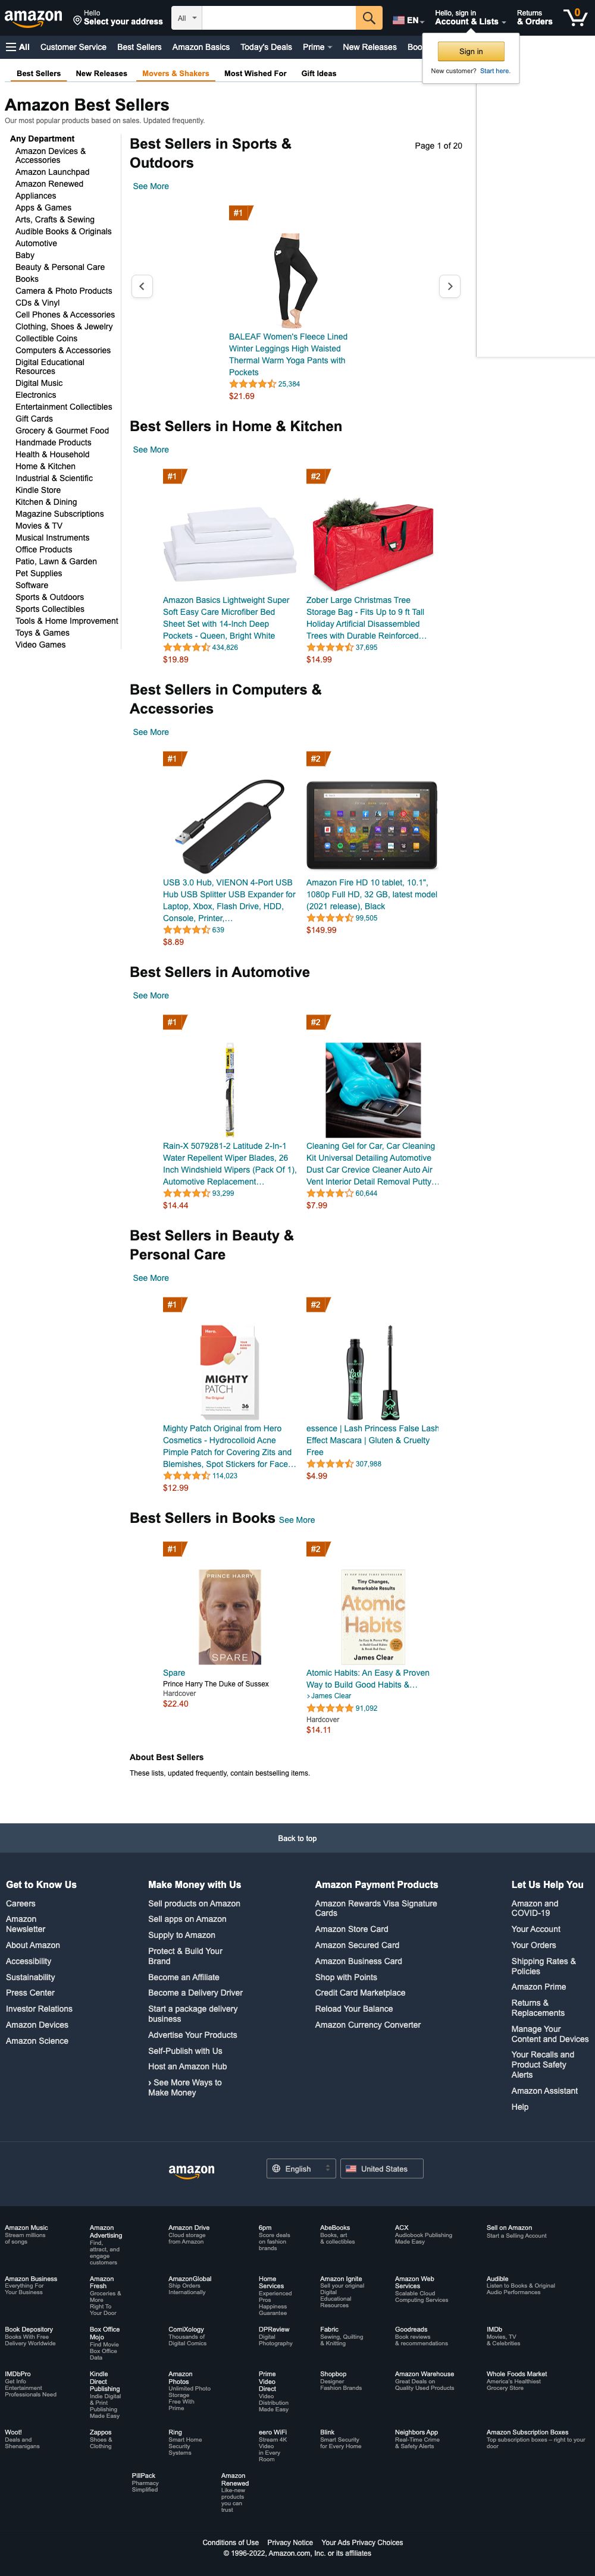 amazon
Hello
Select your address
All
EN
Hello, sign in
Account & Lists
Returns
& Orders
0
All
Customer Service
Best Sellers
Amazon Basics
Today's Deals
Prime
New Releases
Boo
Sign in
New customer? Start here.
Best Sellers
New Releases
Movers & Shakers
Most Wished For
Gift Ideas
Amazon Best Sellers
Our most popular products based on sales. Updated frequently.
Any Department
Amazon Devices &
Accessories
Amazon Launchpad
Amazon Renewed
Appliances
Apps & Games
Arts, Crafts & Sewing
Audible Books & Originals
Automotive
Baby
Beauty & Personal Care
Books
Camera & Photo Products
CDs & Vinyl
Cell Phones & Accessories
Clothing, Shoes & Jewelry
Collectible Coins
Computers & Accessories
Digital Educational
Resources
Digital Music
Electronics
Entertainment Collectibles
Gift Cards
Grocery & Gourmet Food
Handmade Products
Health & Household
Home & Kitchen
Industrial & Scientific
Kindle Store
Kitchen & Dining
Magazine Subscriptions
Movies & TV
Musical Instruments
Office Products
Patio, Lawn & Garden
Pet Supplies
Software
Sports & Outdoors
Sports Collectibles
Tools & Home Improvement
Toys & Games
Video Games
Best Sellers in Sports &
Outdoors
Page 1 of 20
See More
#1
BALEAF Women's Fleece Lined
Winter Leggings High Waisted
Thermal Warm Yoga Pants with
Pockets
25,384
$21.69
Best Sellers in Home & Kitchen
See More
#1
Amazon Basics Lightweight Super
Soft Easy Care Microfiber Bed
Sheet Set with 14-Inch Deep
Pockets - Queen, Bright White
434,826
$19.89
#2
Zober Large Christmas Tree
Storage Bag - Fits Up to 9 ft Tall
Holiday Artificial Disassembled
Trees with Durable Reinforced…
37,695
$14.99
Best Sellers in Computers &
Accessories
See More
#1
USB 3.0 Hub, VIENON 4-Port USB
Hub USB Splitter USB Expander for
Laptop, Xbox, Flash Drive, HDD,
Console, Printer,…
639
$8.89
#2
Amazon Fire HD 10 tablet, 10.1",
1080p Full HD, 32 GB, latest model
(2021 release), Black
99,505
$149.99
Best Sellers in Automotive
See More
#1
Rain-X 5079281-2 Latitude 2-In-1
Water Repellent Wiper Blades, 26
Inch Windshield Wipers (Pack Of 1),
Automotive Replacement…
93,299
$14.44
#2
Cleaning Gel for Car, Car Cleaning
Kit Universal Detailing Automotive
Dust Car Crevice Cleaner Auto Air
Vent Interior Detail Removal Putty…
60,644
$7.99
Best Sellers in Beauty &
Personal Care
See More
#1
Hero.
MIGHTY
PATCH
The Original
36
Mighty Patch Original from Hero
Cosmetics - Hydrocolloid Acne
Pimple Patch for Covering Zits and
Blemishes, Spot Stickers for Face…
114,023
$12.99
#2
essence | Lash Princess False Lash
Effect Mascara | Gluten & Cruelty
Free
307,988
$4.99
Best Sellers in Books See More
#1
PRINCE HARRY
SPARE
Spare
Prince Harry The Duke of Sussex
Hardcover
$22.40
#2
Tiny Changes,
Remarkable Results
Atomic
Habits
James Clear
Atomic Habits: An Easy & Proven
Way to Build Good Habits &…
› James Clear
91,092
Hardcover
$14.11
About Best Sellers
These lists, updated frequently, contain bestselling items.
Back to top
Get to Know Us
Careers
Amazon
Newsletter
About Amazon
Accessibility
Sustainability
Press Center
Investor Relations
Amazon Devices
Amazon Science
Make Money with Us
Sell products on Amazon
Sell apps on Amazon
Supply to Amazon
Protect & Build Your
Brand
Become an Affiliate
Become a Delivery Driver
Start a package delivery
business
Advertise Your Products
Self-Publish with Us
Host an Amazon Hub
› See More Ways to
Make Money
Amazon Payment Products
Amazon Rewards Visa Signature
Cards
Amazon Store Card
Amazon Secured Card
Amazon Business Card
Shop with Points
Credit Card Marketplace
Reload Your Balance
Amazon Currency Converter
Let Us Help You
Amazon and
COVID-19
Your Account
Your Orders
Shipping Rates &
Policies
Amazon Prime
Returns &
Replacements
Manage Your
Content and Devices
Your Recalls and
Product Safety
Alerts
Amazon Assistant
Help
amazon
English
United States
Amazon Music
Stream millions
of songs
Amazon
Advertising
Find,
attract, and
engage
customers
Amazon Drive
Cloud storage
from Amazon
6pm
Score deals
on fashion
brands
AbeBooks
Books, art
& collectibles
ACX
Audiobook Publishing
Made Easy
Sell on Amazon
Start a Selling Account
Amazon Business
Everything For
Your Business
Amazon
Fresh
Groceries &
More
Right To
Your Door
AmazonGlobal
Ship Orders
Internationally
Home
Services
Experienced
Pros
Happiness
Guarantee
Amazon Ignite
Sell your original
Digital
Educational
Resources
Amazon Web
Services
Scalable Cloud
Computing Services
Audible
Listen to Books & Original
Audio Performances
Book Depository
Books With Free
Delivery Worldwide
Box Office
Mojo
Find Movie
Box Office
Data
ComiXology
Thousands of
Digital Comics
DPReview
Digital
Photography
Fabric
Sewing, Quilting
& Knitting
Goodreads
Book reviews
& recommendations
IMDb
Movies, TV
& Celebrities
IMDbPro
Get Info
Entertainment
Professionals Need
Kindle
Direct
Publishing
Indie Digital
& Print
Publishing
Made Easy
Amazon
Photos
Unlimited Photo
Storage
Free With
Prime
Prime
Video
Direct
Video
Distribution
Made Easy
Shopbop
Designer
Fashion Brands
Amazon Warehouse
Great Deals on
Quality Used Products
Whole Foods Market
America's Healthiest
Grocery Store
Woot!
Deals and
Shenanigans
Zappos
Shoes &
Clothing
Ring
Smart Home
Security
Systems
eero WiFi
Stream 4K
Video
in Every
Room
Blink
Smart Security
for Every Home
Neighbors App
Real-Time Crime
& Safety Alerts
Amazon Subscription Boxes
Top subscription boxes – right to your
door
PillPack
Pharmacy
Simplified
Amazon
Renewed
Like-new
products
you can
trust
Conditions of Use
Privacy Notice
Your Ads Privacy Choices
© 1996-2022, Amazon.com, Inc. or its affiliates